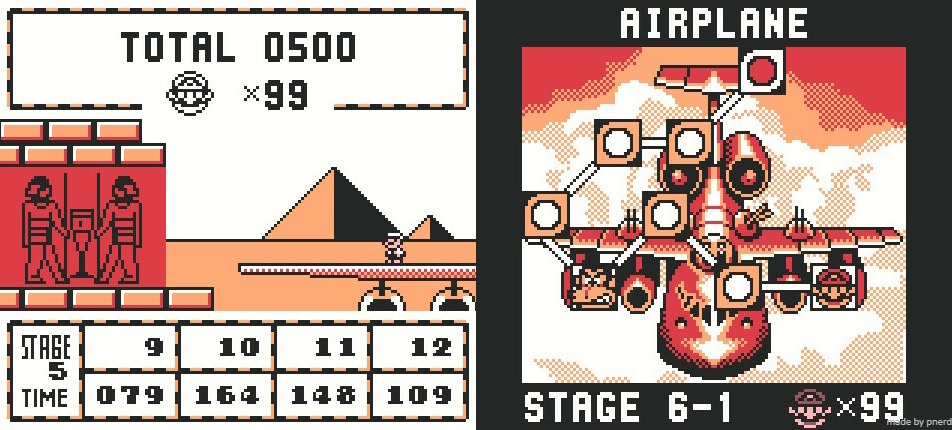 TOTAL 0500
×99
STAGE 5 9 10 11 12
TIME 079 164 148 109
AIRPLANE
STAGE 6-1 ×99
made by pnerd